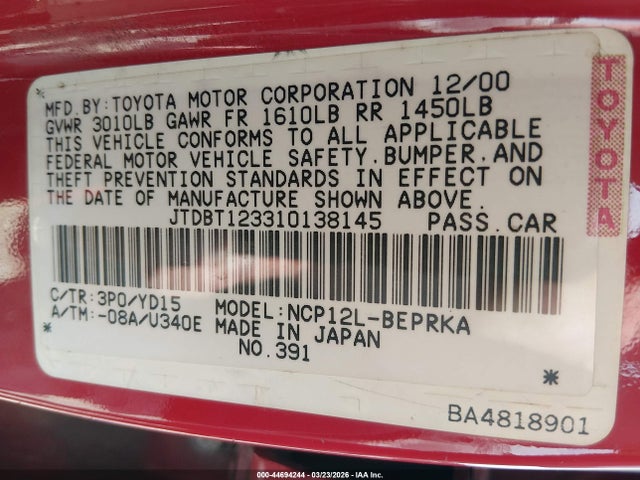 MFD.BY:TOYOTA MOTOR CORPORATION 12/00
GVWR 3010LB GAWR FR 1610LB RR 1450LB
THIS VEHICLE CONFORMS TO ALL APPLICABLE
FEDERAL MOTOR VEHICLE SAFETY,BUMPER,AND
THEFT PREVENTION STANDARDS IN EFFECT ON
THE DATE OF MANUFACTURE SHOWN ABOVE.
JTDBT123310138145 PASS.CAR
C/TR:3P0/YD15 MODEL:NCP12L-BEPRKA
A/TM:-08A/U340E MADE IN JAPAN
* NO.391 *
BA4818901
TOYOTA
000-44694244 | 03/23/2026 - IAA Inc.